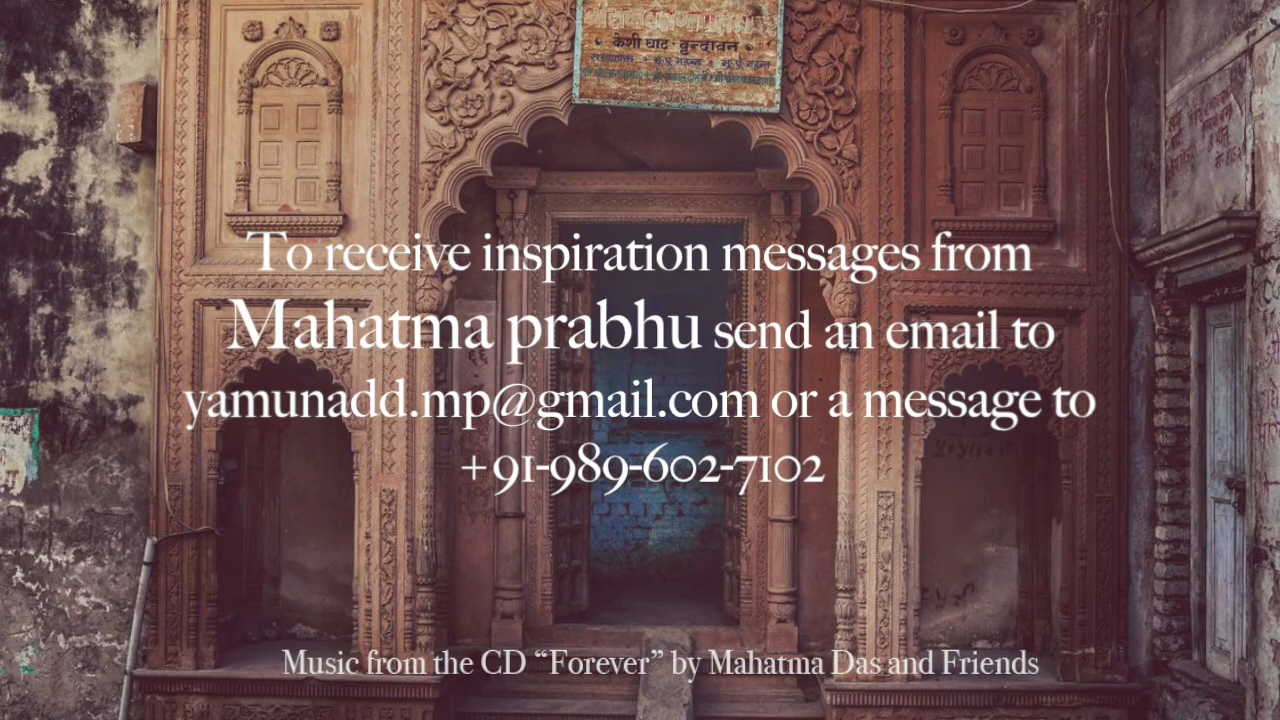 केशी घाट - वृन्दावन
To receive inspiration messages from
Mahatma prabhu send an email to
yamunadd.mp@gmail.com or a message to
+91-989-602-7102
Music from the CD “Forever” by Mahatma Das and Friends